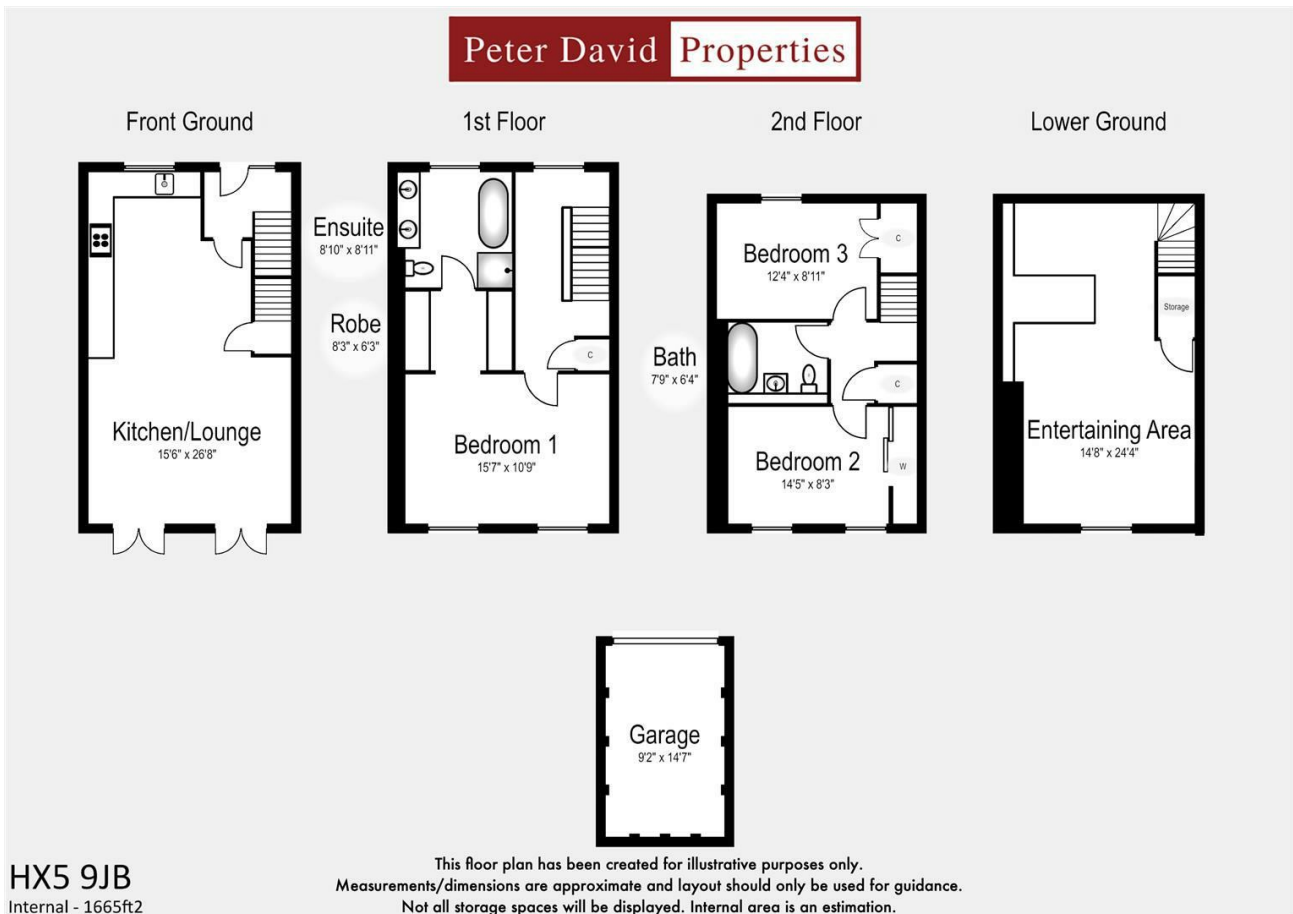 Peter David Properties
Front Ground
1st Floor
2nd Floor
Lower Ground
Ensuite
8'10" x 8'11"
Robe
8'3" x 6'3"
Kitchen/Lounge
15'6" x 26'8"
C
Bedroom 1
15'7" x 10'9"
Bedroom 3
12'4" x 8'11"
C
Bath
7'9" x 6'4"
C
Bedroom 2
14'5" x 8'3"
W
Storage
Entertaining Area
14'8" x 24'4"
Garage
9'2" x 14'7"
HX5 9JB
Internal - 1665ft2
This floor plan has been created for illustrative purposes only.
Measurements/dimensions are approximate and layout should only be used for guidance.
Not all storage spaces will be displayed. Internal area is an estimation.